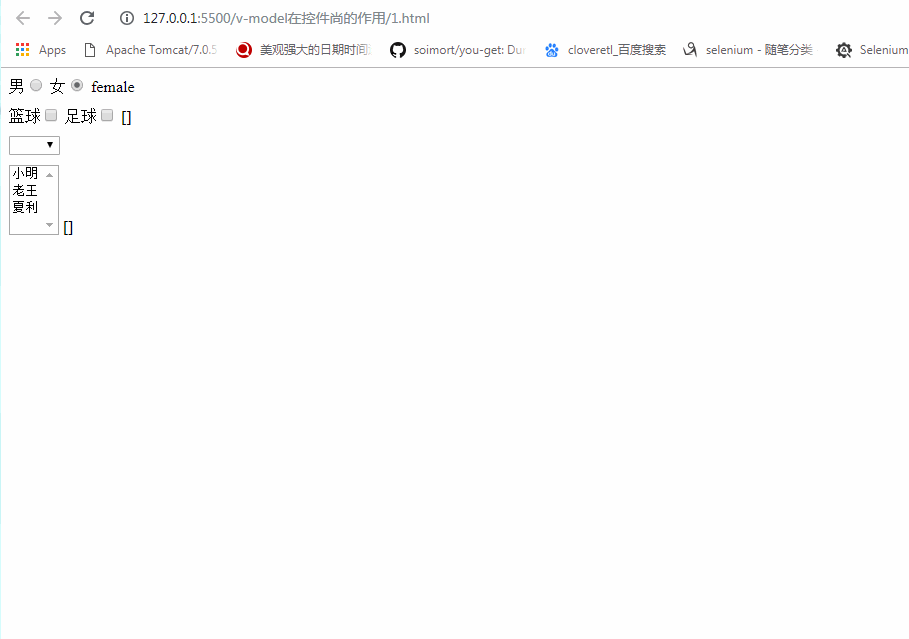 127.0.0.1:5500/v-model在控件尚的作用/1.html
Apps Apache Tomcat/7.0.5 美观强大的日期时间 soimort/you-get: Du cloveretl_百度搜索 selenium - 随笔分类 Selenium
男 女 female
篮球 足球 []
小明
老王
夏利 []